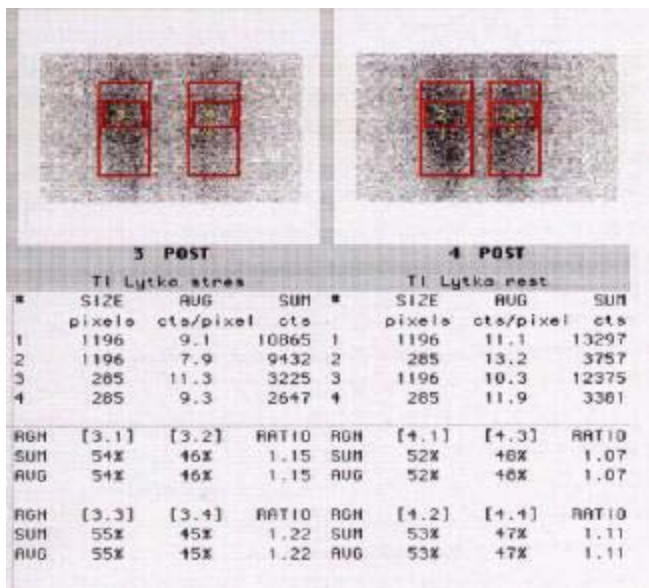 3 POST
Tl Lytko stres
# SIZE AVG SUM
pixels cts/pixel cts
1 1196 9.1 10865
2 1196 7.9 9432
3 285 11.3 3225
4 285 9.3 2647
RGN [3.1] [3.2] RATIO
SUM 54% 46% 1.15
AVG 54% 46% 1.15
RGN [3.3] [3.4] RATIO
SUM 55% 45% 1.22
AVG 55% 45% 1.22
4 POST
Tl Lytko rest
# SIZE AVG SUM
pixels cts/pixel cts
1 1196 11.1 13297
2 285 13.2 3757
3 1196 10.3 12375
4 285 11.9 3381
RGN [4.1] [4.3] RATIO
SUM 52% 48% 1.07
AVG 52% 48% 1.07
RGN [4.2] [4.4] RATIO
SUM 53% 47% 1.11
AVG 53% 47% 1.11